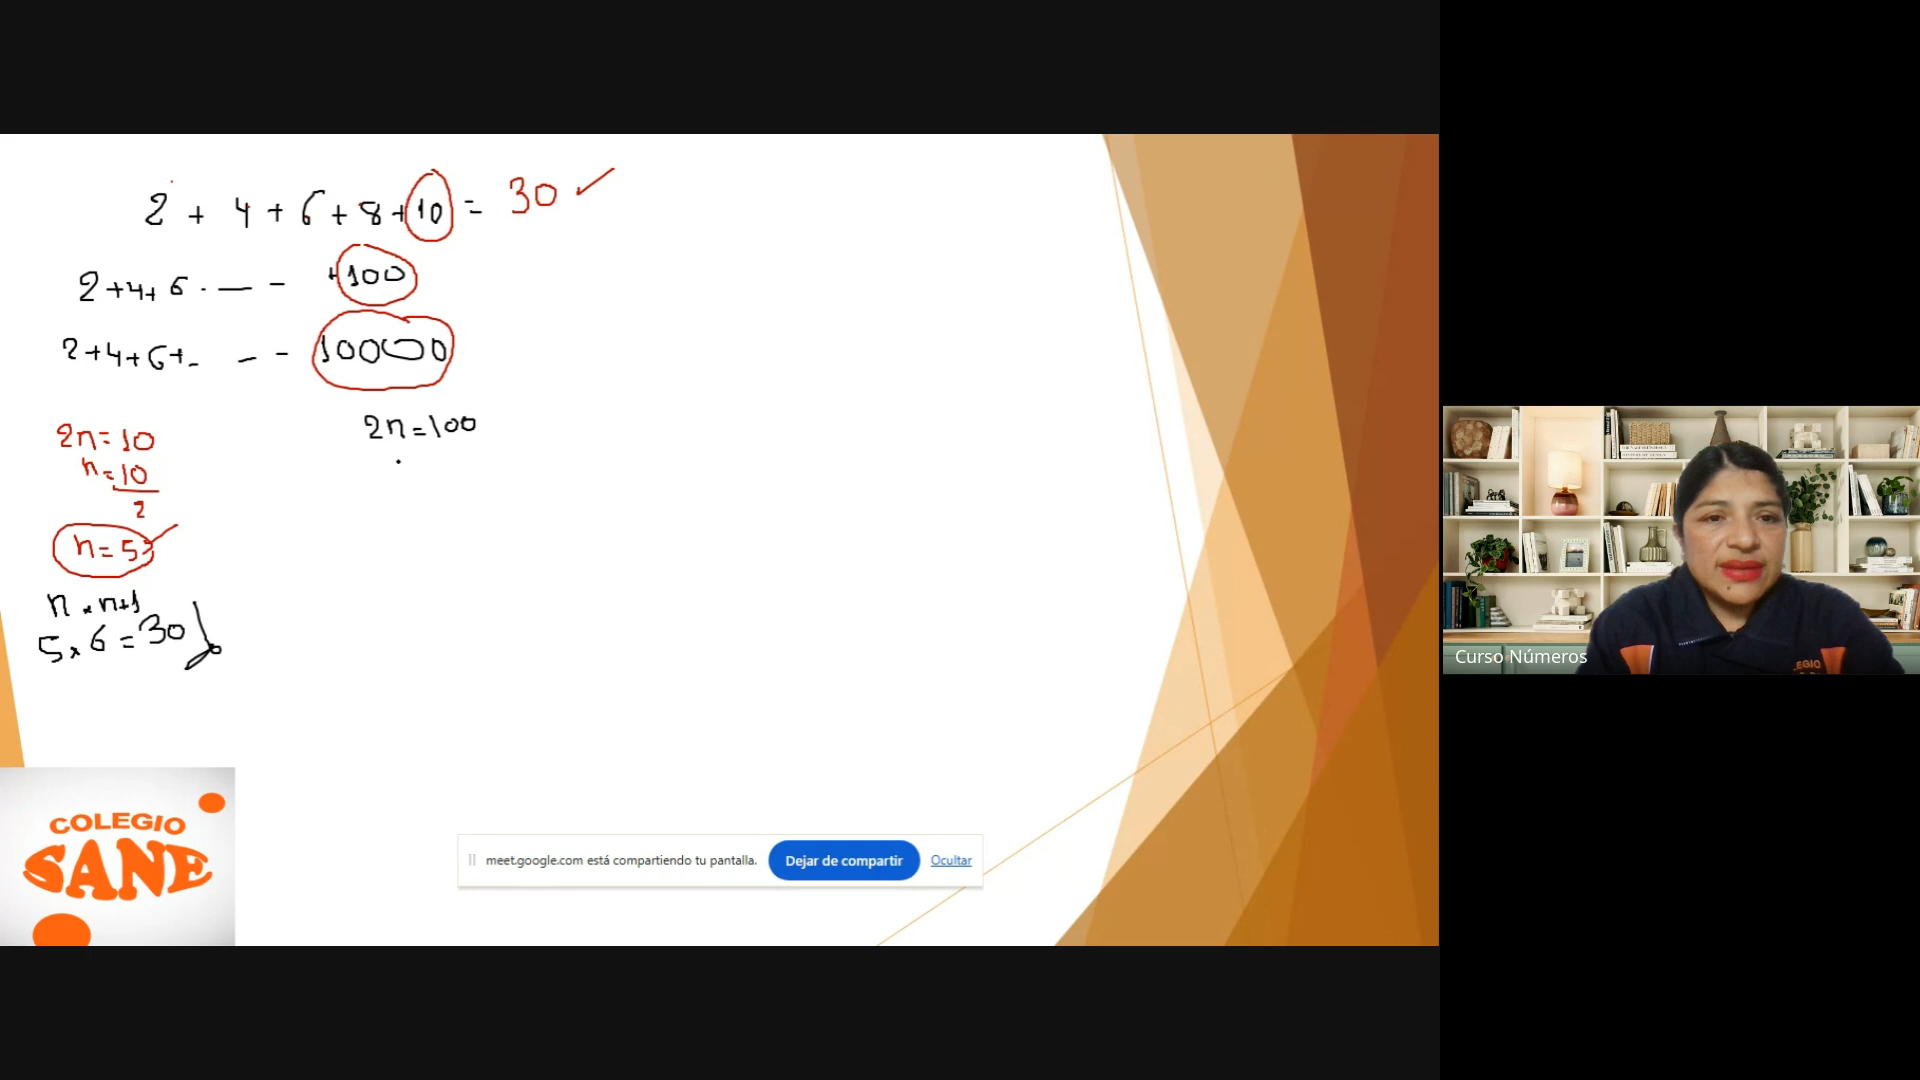 2 + 4 + 6 + 8 + 10 = 30 ✓
2 + 4 + 6 . — - + 100
2 + 4 + 6 + - - - 100000
2n = 10
n = 10
2
n = 5
n × n+1
5 × 6 = 30
2n = 100
.
COLEGIO
SANE
meet.google.com está compartiendo tu pantalla.
Dejar de compartir
Ocultar
Curso Números
EGIO